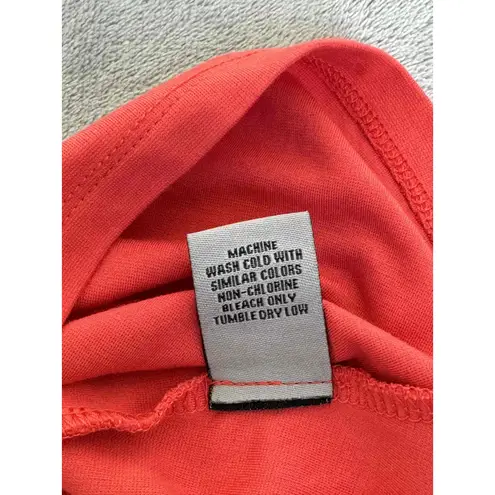 MACHINE
WASH COLD WITH
SIMILAR COLORS
NON-CHLORINE
BLEACH ONLY
TUMBLE DRY LOW